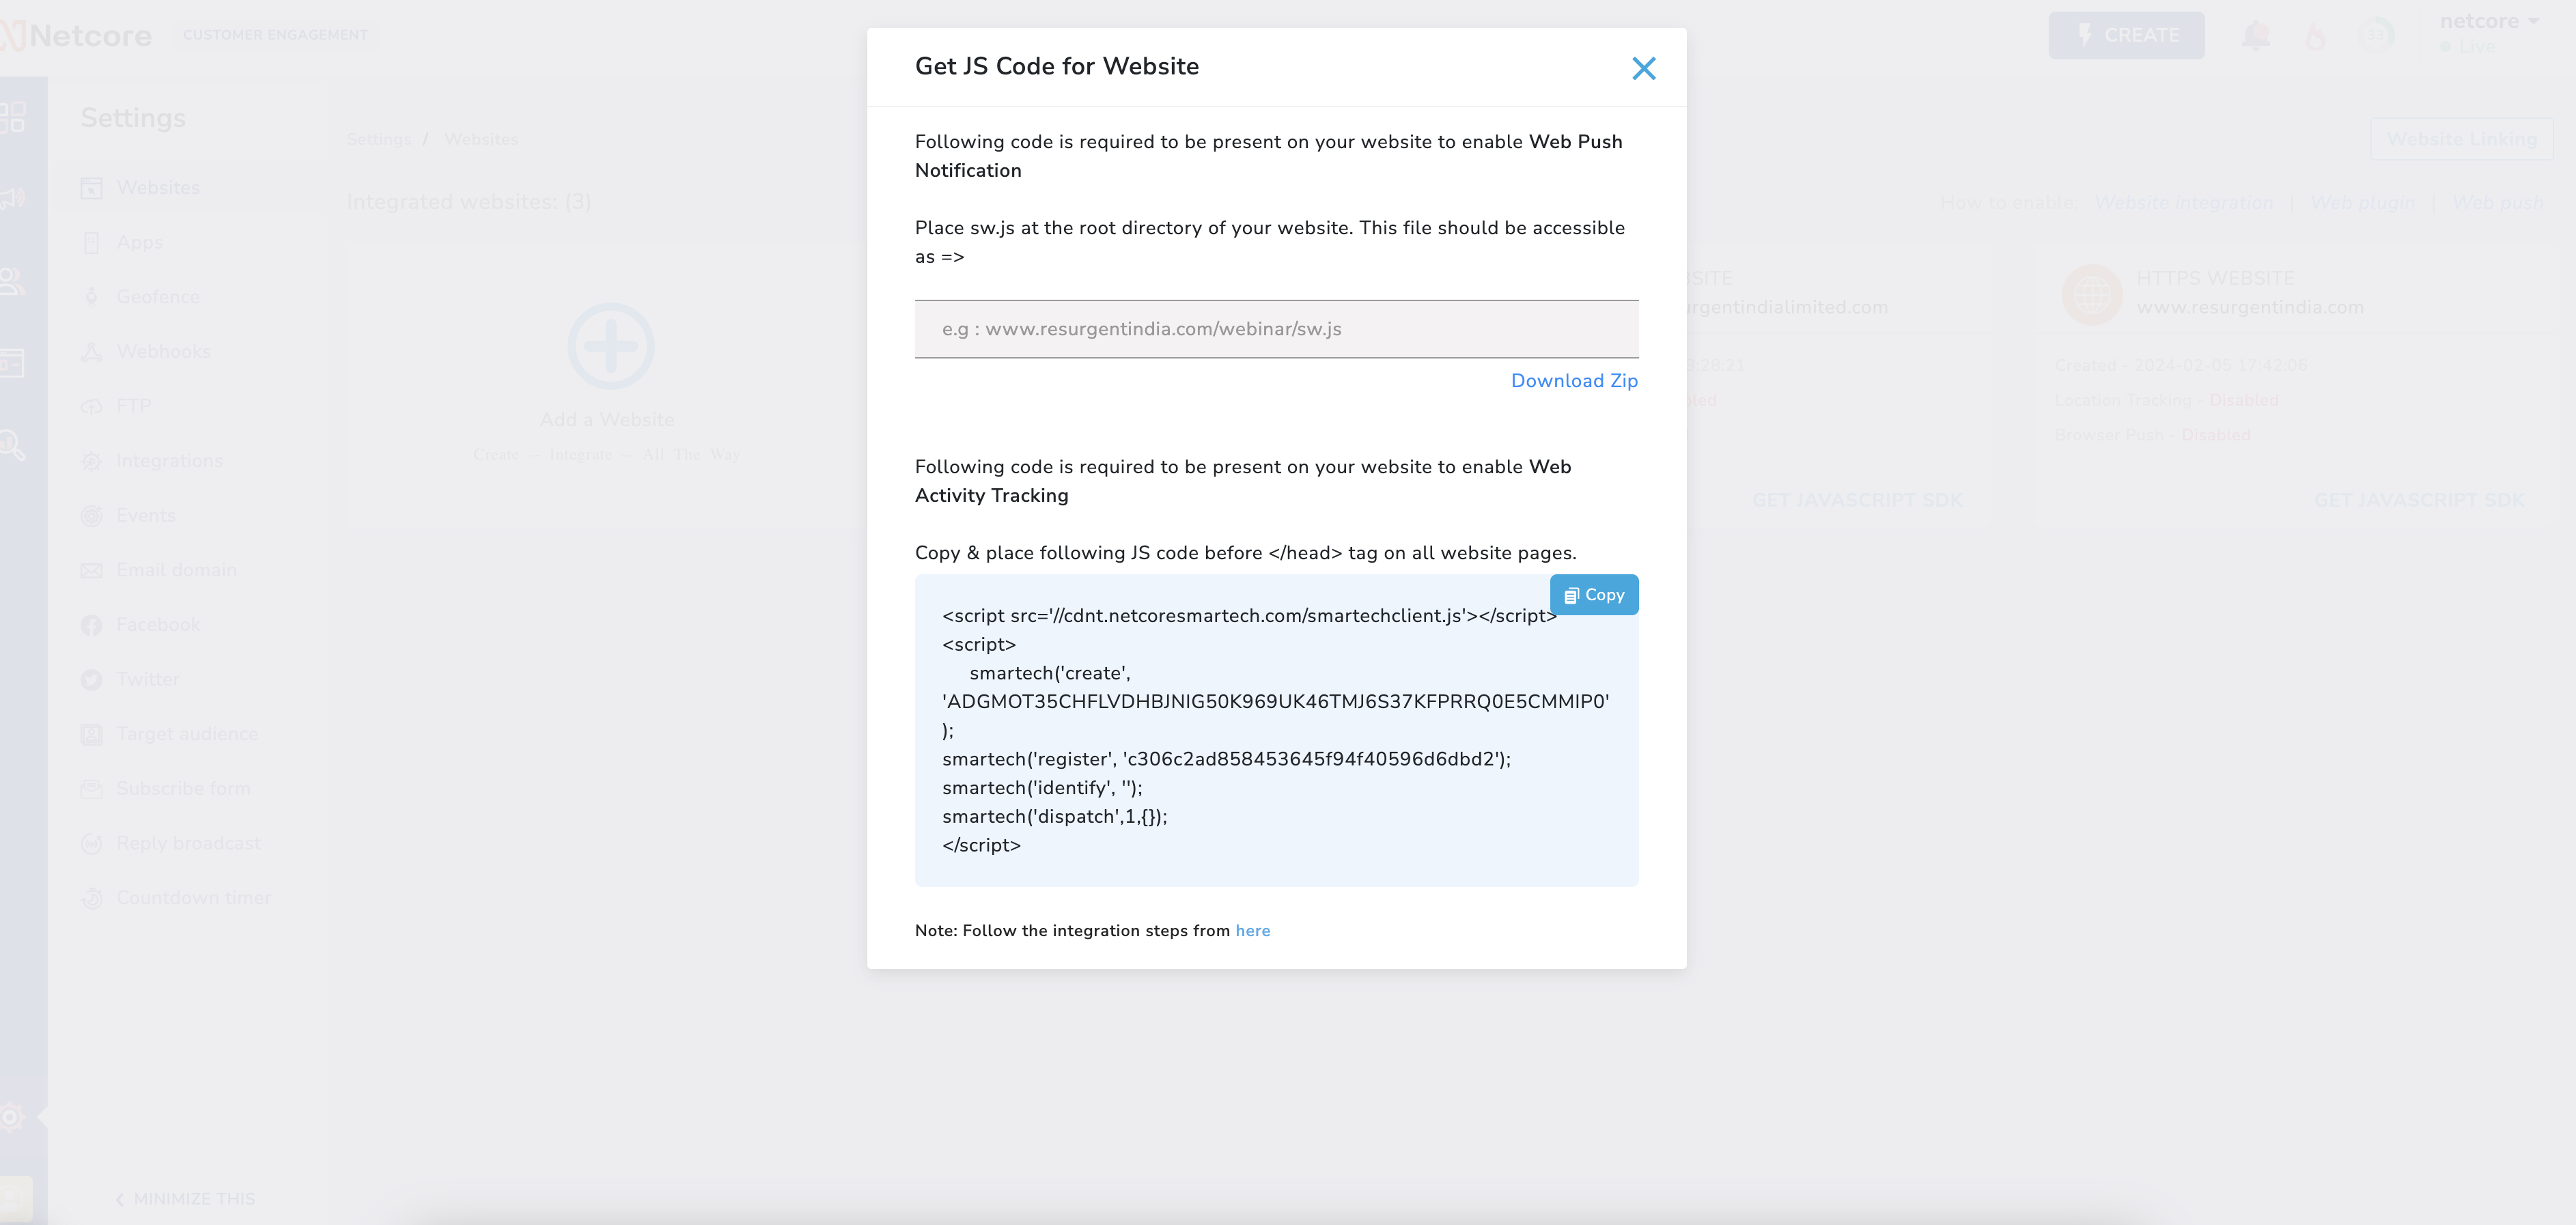 Netcore
CUSTOMER ENGAGEMENT
CREATE
33
netcore
Live
Settings
Websites
Apps
Geofence
Webhooks
FTP
Integrations
Events
Email domain
Facebook
Twitter
Target audience
Subscribe form
Reply broadcast
Countdown timer
MINIMIZE THIS
Settings / Websites
Website Linking
Integrated websites: (3)
How to enable: Website integration | Web plugin | Web push
Add a Website
Create – Integrate – All The Way
Get JS Code for Website
Following code is required to be present on your website to enable Web Push
Notification
Place sw.js at the root directory of your website. This file should be accessible
as =>
e.g : www.resurgentindia.com/webinar/sw.js
Download Zip
Following code is required to be present on your website to enable Web
Activity Tracking
Copy & place following JS code before </head> tag on all website pages.
Copy
<script src='//cdnt.netcoresmartech.com/smartechclient.js'></script>
<script>
smartech('create',
'ADGMOT35CHFLVDHBJNIG50K969UK46TMJ6S37KFPRRQ0E5CMMIP0'
);
smartech('register', 'c306c2ad858453645f94f40596d6dbd2');
smartech('identify', '');
smartech('dispatch',1,{});
</script>
Note: Follow the integration steps from here
SITE
rgentindialimited.com
:28:21
GET JAVASCRIPT SDK
HTTPS WEBSITE
www.resurgentindia.com
Created - 2024-02-05 17:42:06
Location Tracking - Disabled
Browser Push - Disabled
GET JAVASCRIPT SDK